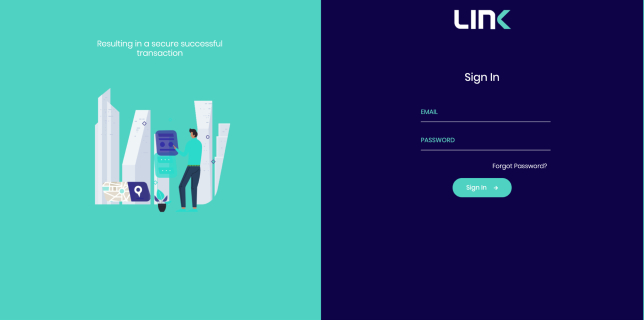 Resulting in a secure successful
transaction
LINK
Sign In
EMAIL
PASSWORD
Forgot Password?
Sign In